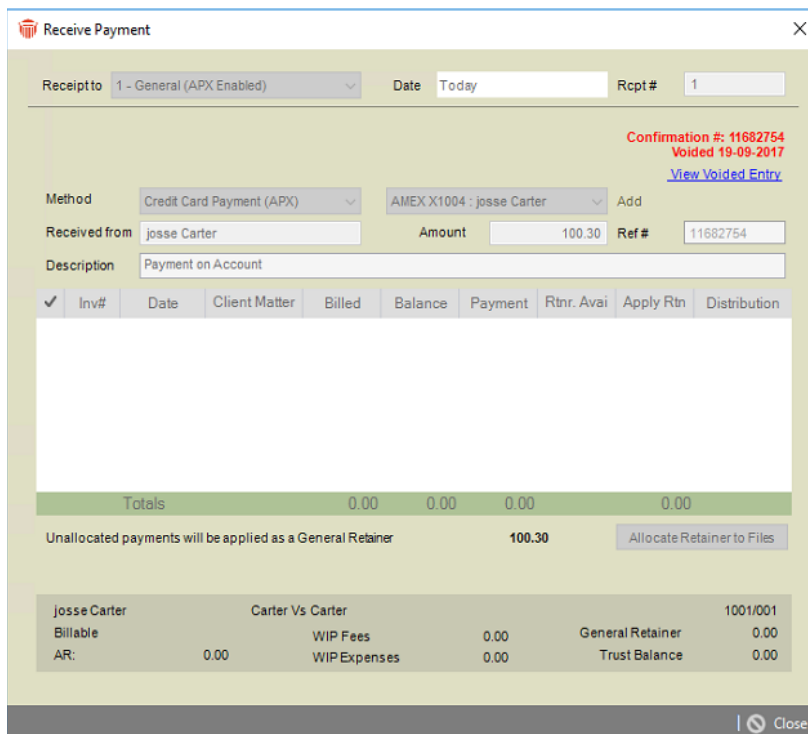 Receive Payment
Receipt to 1 - General (APX Enabled) Date Today Rcpt # 1
Confirmation #: 11682754
Voided 19-09-2017
View Voided Entry
Method Credit Card Payment (APX) AMEX X1004 : josse Carter Add
Received from josse Carter Amount 100.30 Ref # 11682754
Description Payment on Account
Inv# Date Client Matter Billed Balance Payment Rtnr. Avai Apply Rtn Distribution
Totals 0.00 0.00 0.00 0.00
Unallocated payments will be applied as a General Retainer 100.30 Allocate Retainer to Files
josse Carter Carter Vs Carter 1001/001
Billable WIP Fees 0.00 General Retainer 0.00
AR: 0.00 WIP Expenses 0.00 Trust Balance 0.00
Close